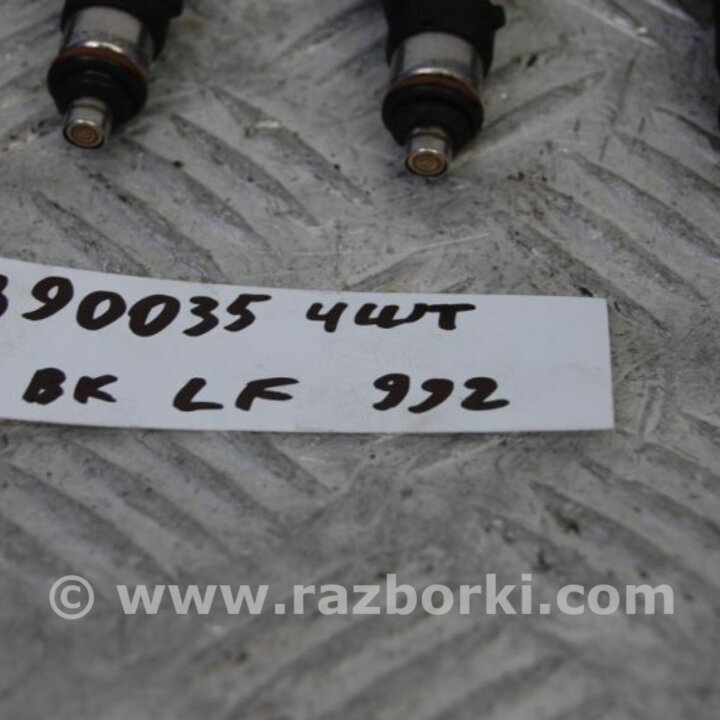 390035 4шт
BK LF 992
© www.razborki.com